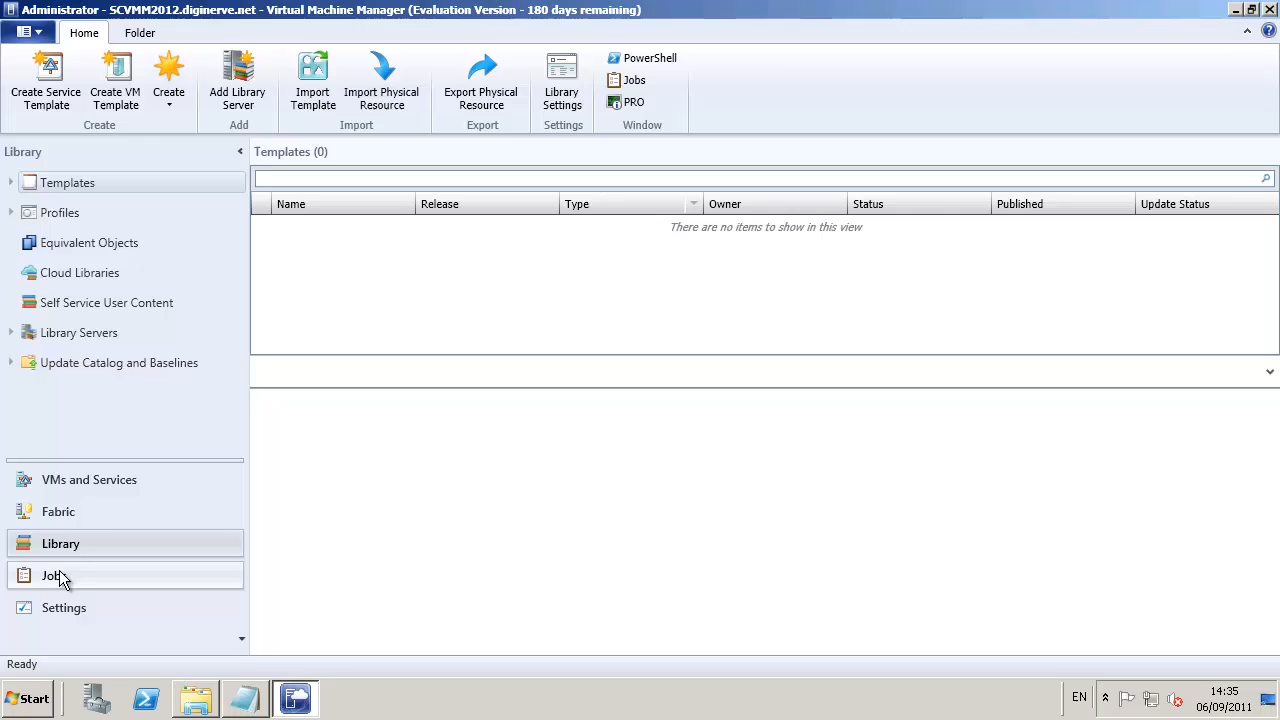 Administrator - SCVMM2012.diginerve.net - Virtual Machine Manager (Evaluation Version - 180 days remaining)
Home Folder
Create Service Template
Create VM Template
Create
Create
Add Library Server
Add
Import Template
Import Physical Resource
Import
Export Physical Resource
Export
Library Settings
Settings
PowerShell
Jobs
PRO
Window
Library
Templates
Profiles
Equivalent Objects
Cloud Libraries
Self Service User Content
Library Servers
Update Catalog and Baselines
VMs and Services
Fabric
Library
Jobs
Settings
Templates (0)
Name Release Type Owner Status Published Update Status
There are no items to show in this view
Ready
Start
EN
14:35
06/09/2011